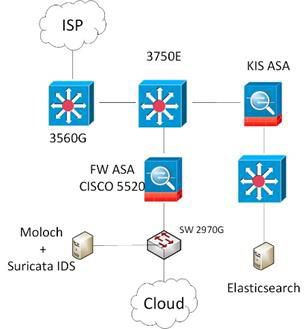 ISP
3750E
KIS ASA
3560G
FW ASA
CISCO 5520
SW 2970G
Moloch
+
Suricata IDS
Elasticsearch
Cloud